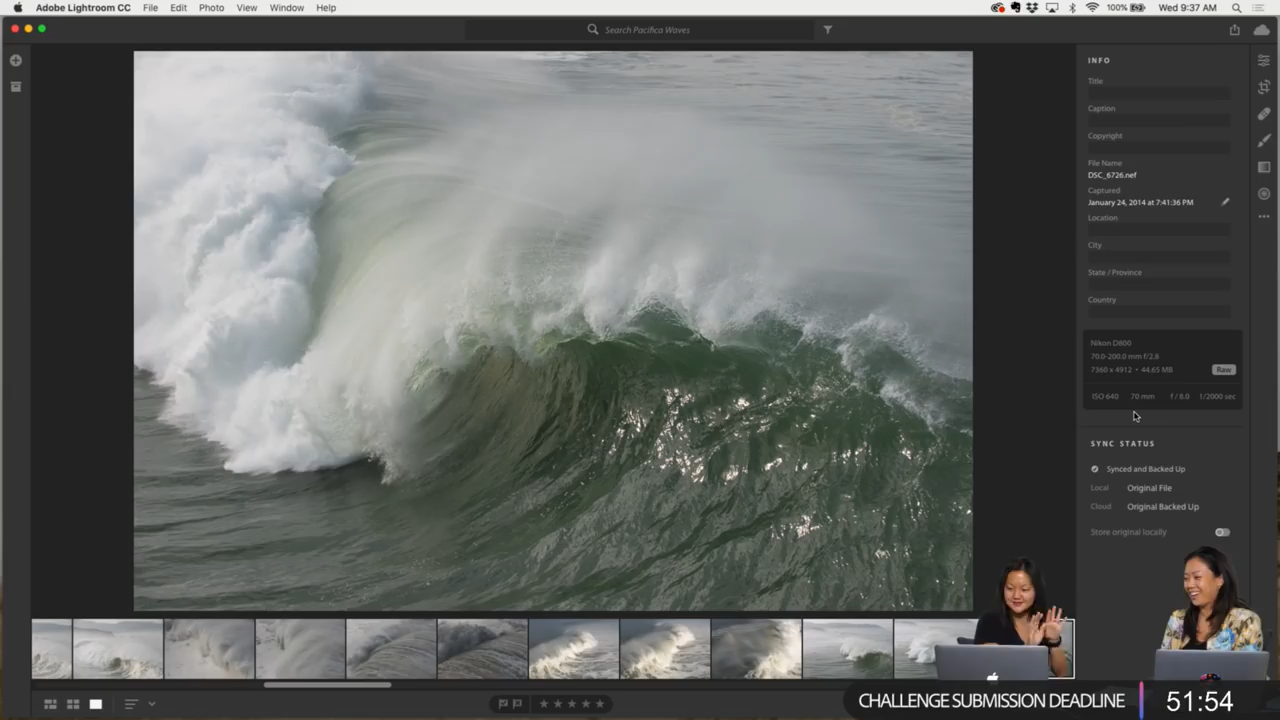 Adobe Lightroom CC File Edit Photo View Window Help 100% Wed 9:37 AM
Search Pacifica Waves
INFO
Title
Caption
Copyright
File Name
DSC_6726.nef
Captured
January 24, 2014 at 7:41:36 PM
Location
City
State / Province
Country
Nikon D800
70.0-200.0 mm f/2.8
7360 x 4912 • 44.65 MB Raw
ISO 640 70 mm f / 8.0 1/2000 sec
SYNC STATUS
Synced and Backed Up
Local Original File
Cloud Original Backed Up
Store original locally
CHALLENGE SUBMISSION DEADLINE 51:54